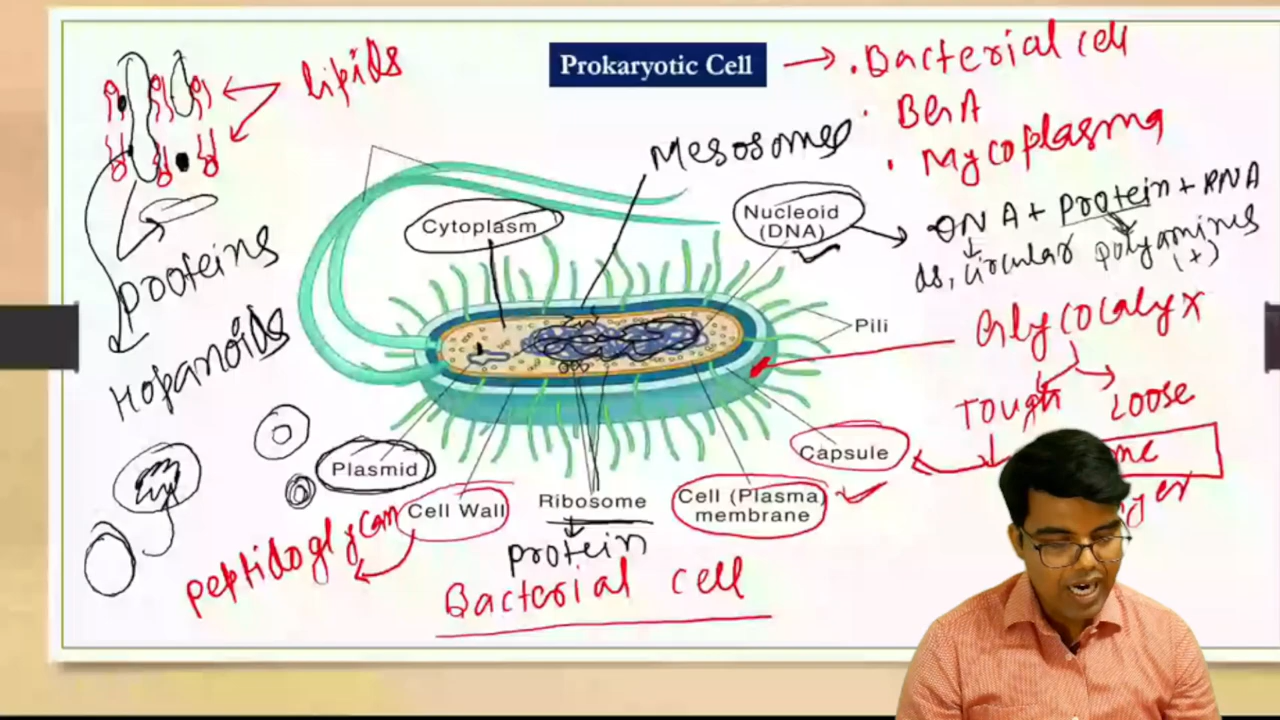 Prokaryotic Cell
→ . Bacterial cell
. BGA
. Mycoplasma
lipids
Mesosomes
Cytoplasm
Nucleoid
(DNA)
DNA + protein + RNA
ds, circular polyamines
(+)
proteins
Hopanoids
Pili
Glycocalyx
Tough Loose
Capsule
Plasmid
Cell Wall
Ribosome
Cell (Plasma)
membrane
protein
peptidoglycan
Bacterial cell